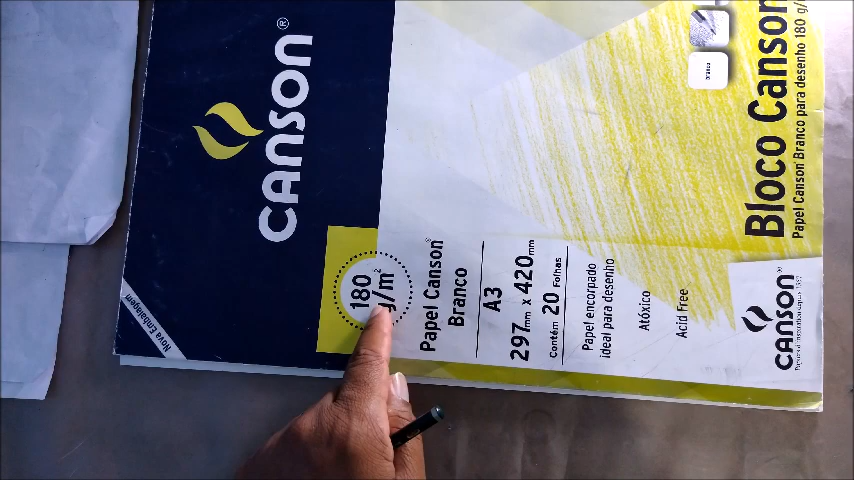 CANSON®
Nova Embalagem
180
g/m²
Papel Canson®
Branco
A3
297mm x 420mm
Contém 20 Folhas
Papel encorpado
ideal para desenho
Atóxico
Acid Free
branco
Bloco Canson
Papel Canson® Branco para desenho 180 g/
CANSON®